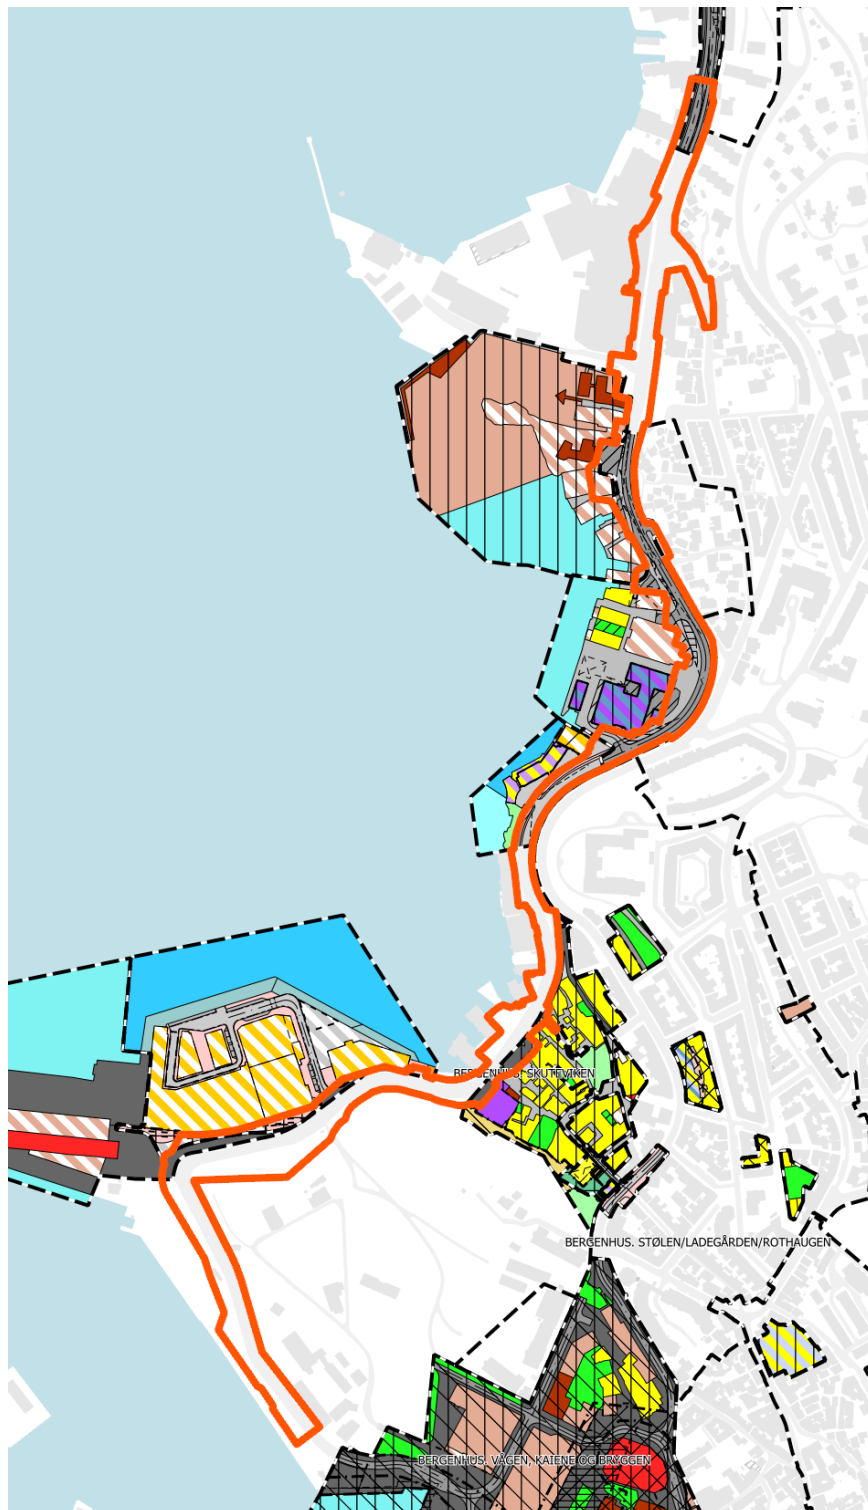 BERGENHUS. SKUTEVIKEN
BERGENHUS. STØLEN/LADEGÅRDEN/ROTHAUGEN
BERGENHUS. VÅGEN, KAIENE OG BRYGGEN